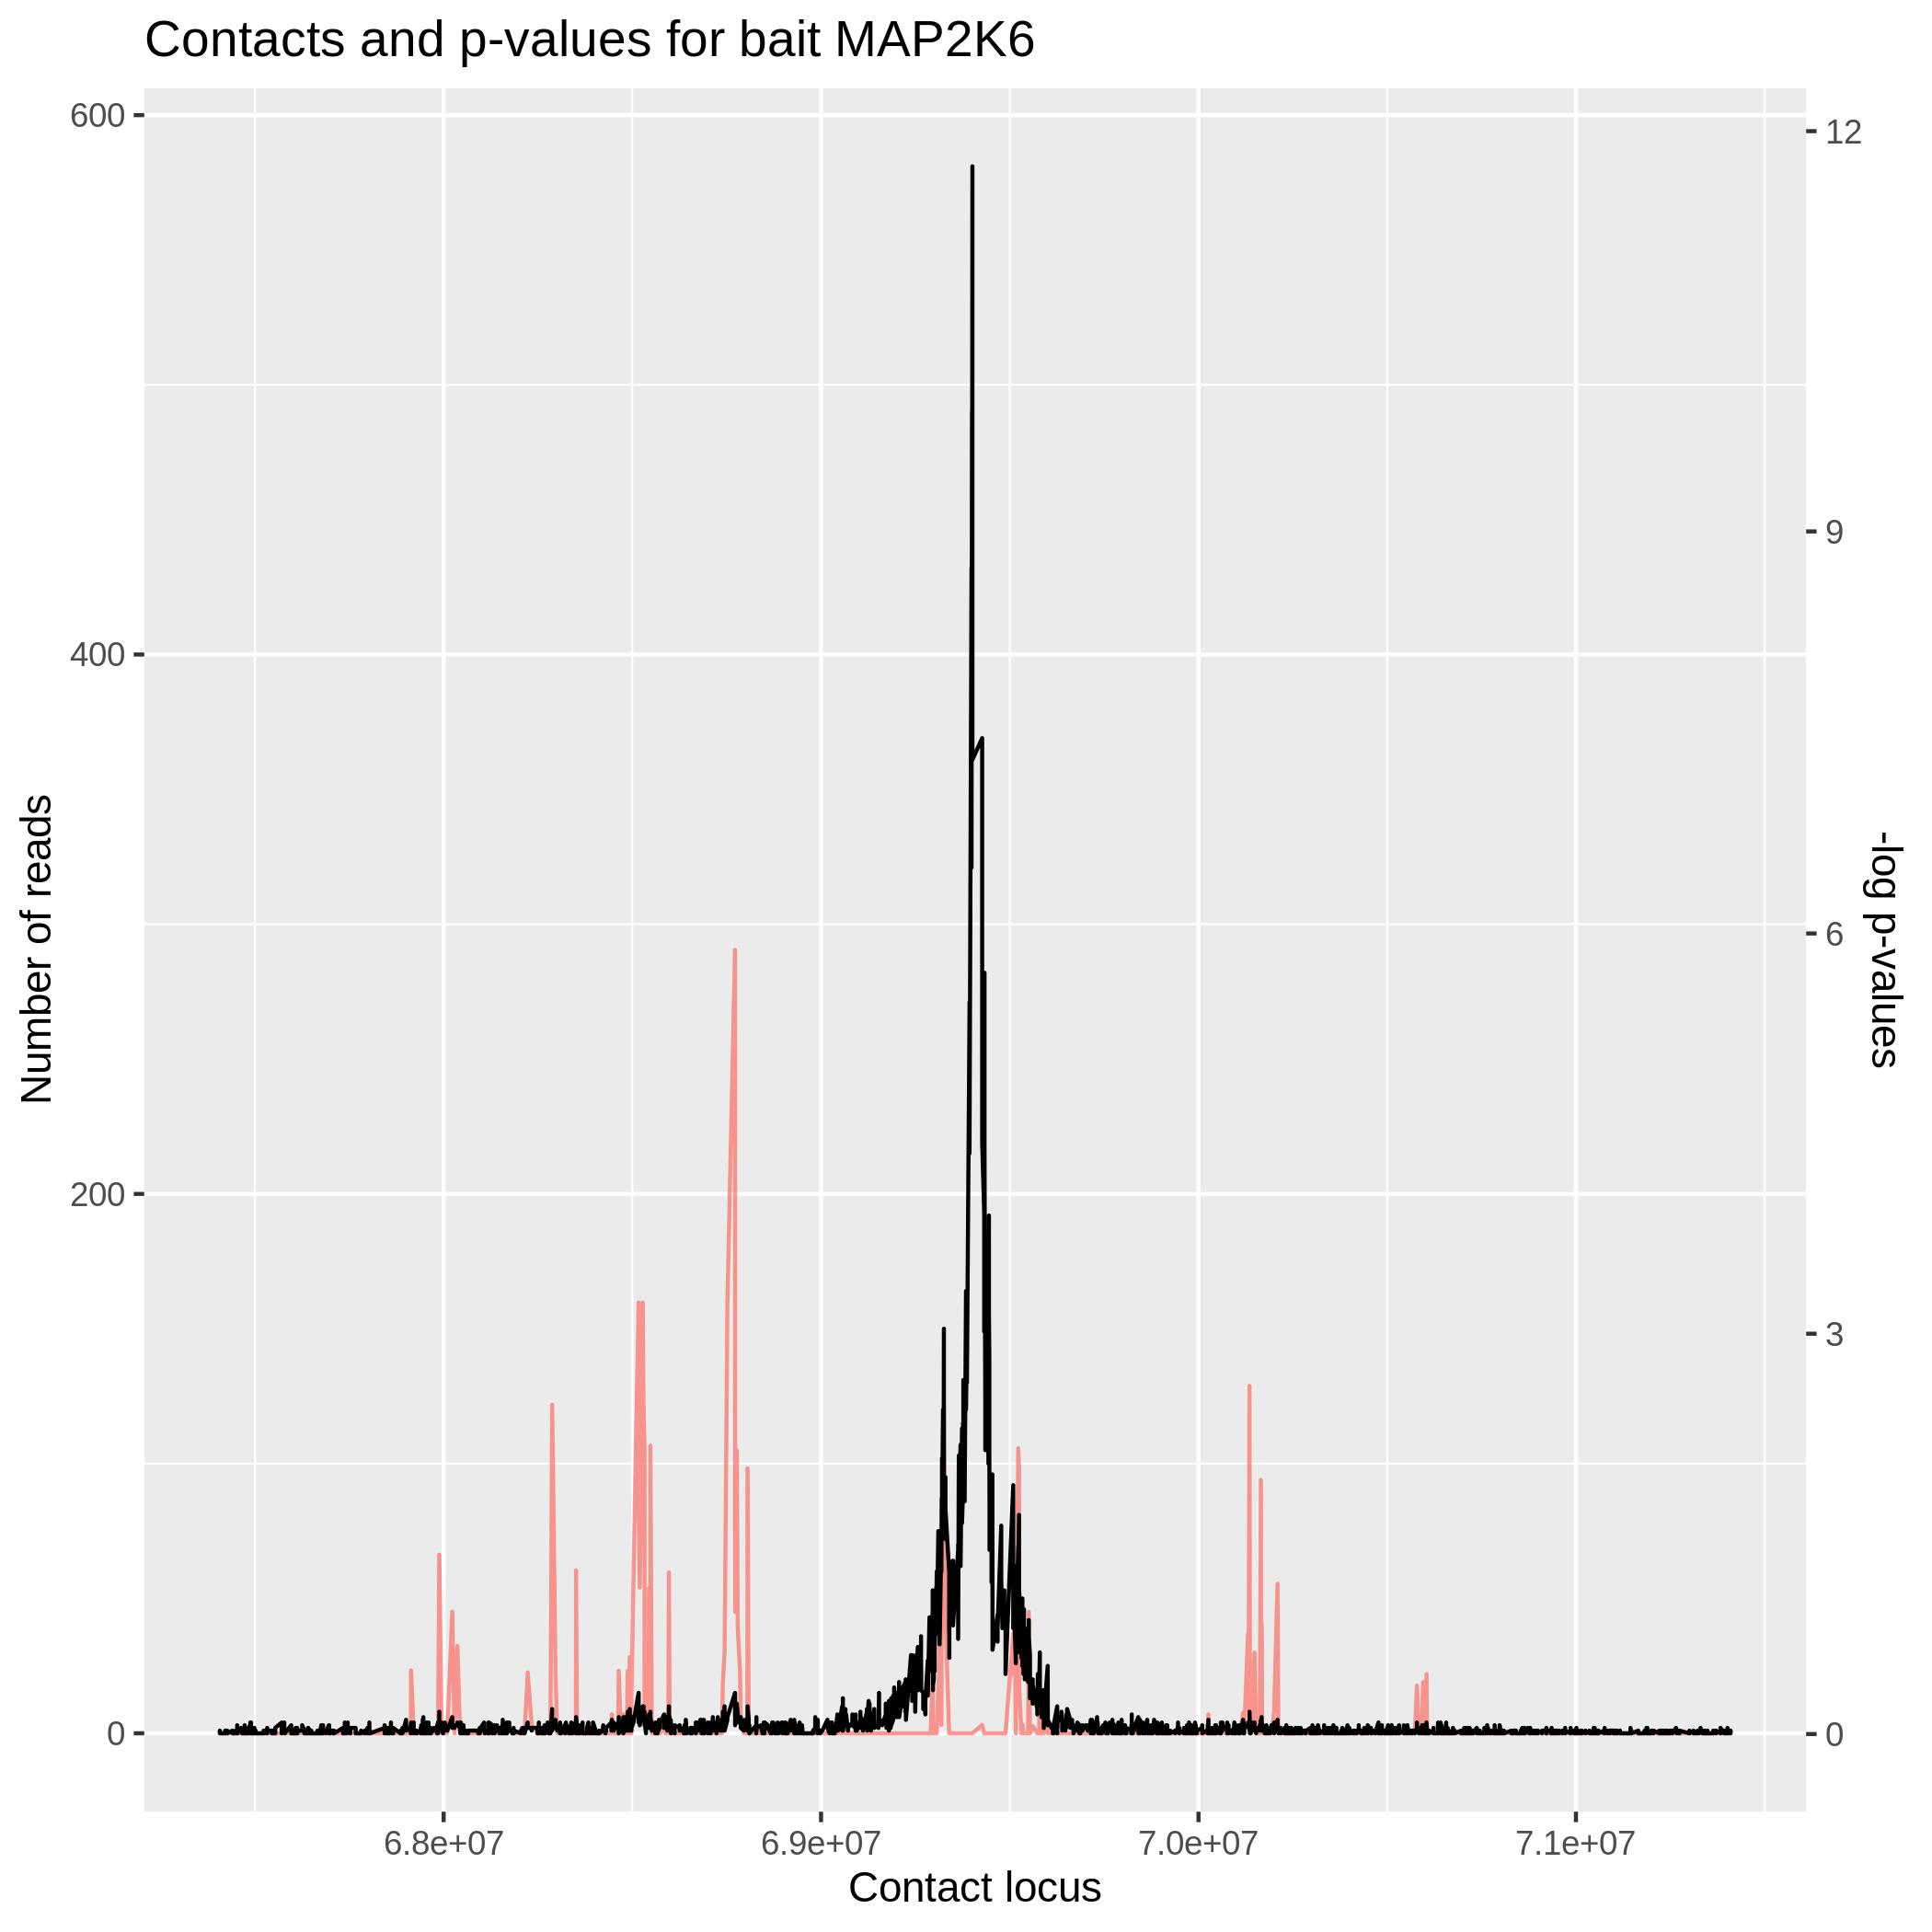 Contacts and p-values for bait MAP2K6
600
400
200
0
Number of reads
12
9
6
3
0
-log p-values
6.8e+07
6.9e+07
7.0e+07
7.1e+07
Contact locus